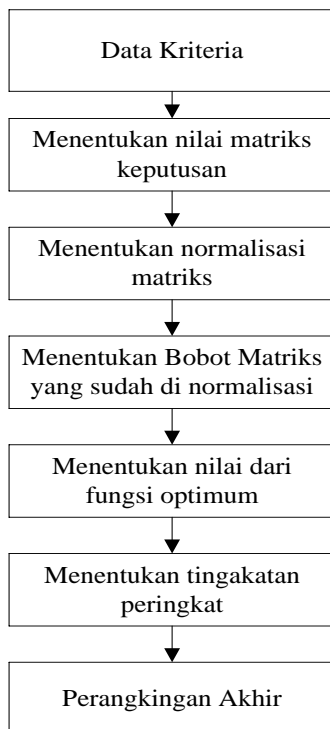 Data Kriteria
Menentukan nilai matriks
keputusan
Menentukan normalisasi
matriks
Menentukan Bobot Matriks
yang sudah di normalisasi
Menentukan nilai dari
fungsi optimum
Menentukan tingakatan
peringkat
Perangkingan Akhir